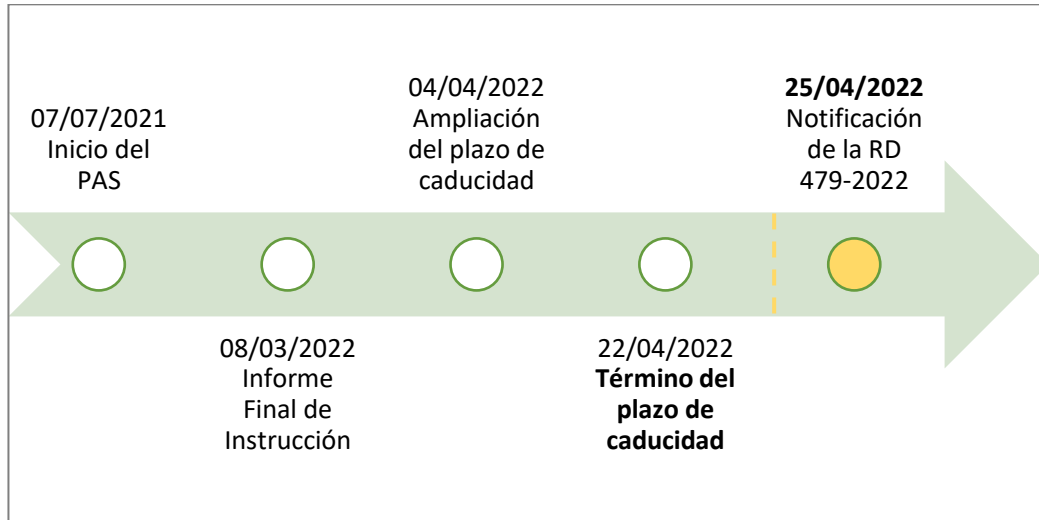 07/07/2021
Inicio del
PAS
08/03/2022
Informe
Final de
Instrucción
04/04/2022
Ampliación
del plazo de
caducidad
22/04/2022
Término del
plazo de
caducidad
25/04/2022
Notificación
de la RD
479-2022